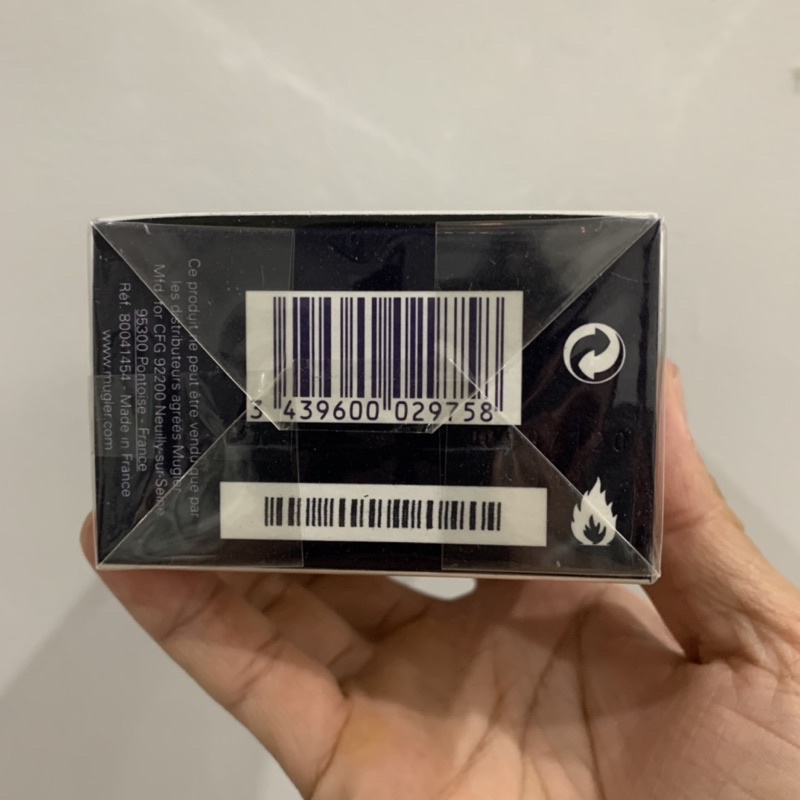 Ce produit ne peut être vendu que par
les distributeurs agréés Mugler
Mfd. for CFG 92200 Neuilly-sur-Seine
95300 Pontoise - France
Réf. 80041454 - Made in France
www.mugler.com
3 439600 029758